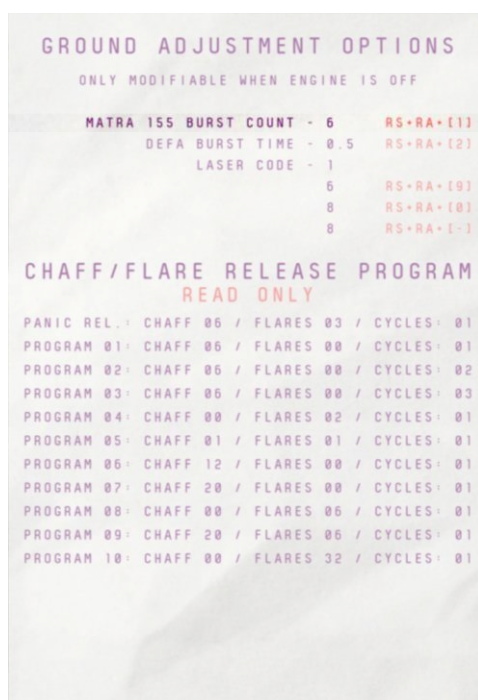 GROUND ADJUSTMENT OPTIONS
ONLY MODIFIABLE WHEN ENGINE IS OFF
MATRA 155 BURST COUNT - 6 RS+RA+[1]
DEFA BURST TIME - 0.5 RS+RA+[2]
LASER CODE - 1
6 RS+RA+[9]
8 RS+RA+[0]
8 RS+RA+[-]
CHAFF/FLARE RELEASE PROGRAM
READ ONLY
PANIC REL.: CHAFF 06 / FLARES 03 / CYCLES: 01
PROGRAM 01: CHAFF 06 / FLARES 00 / CYCLES: 01
PROGRAM 02: CHAFF 06 / FLARES 00 / CYCLES: 02
PROGRAM 03: CHAFF 06 / FLARES 00 / CYCLES: 03
PROGRAM 04: CHAFF 00 / FLARES 02 / CYCLES: 01
PROGRAM 05: CHAFF 01 / FLARES 01 / CYCLES: 01
PROGRAM 06: CHAFF 12 / FLARES 00 / CYCLES: 01
PROGRAM 07: CHAFF 20 / FLARES 00 / CYCLES: 01
PROGRAM 08: CHAFF 00 / FLARES 06 / CYCLES: 01
PROGRAM 09: CHAFF 20 / FLARES 06 / CYCLES: 01
PROGRAM 10: CHAFF 00 / FLARES 32 / CYCLES: 01